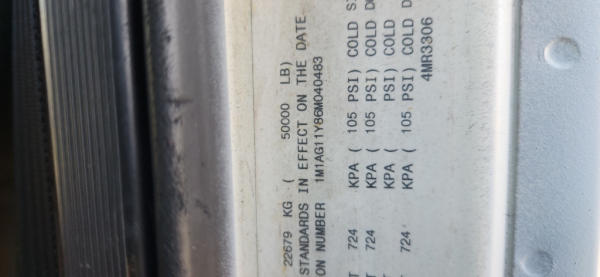 22679 KG ( 50000 LB)
STANDARDS IN EFFECT ON THE DATE
ON NUMBER 1M1AG11Y86M040483
T 724 KPA ( 105 PSI) COLD S
T 724 KPA ( 105 PSI) COLD D
T KPA ( PSI) COLD
T 724 KPA ( 105 PSI) COLD D
4MR3306